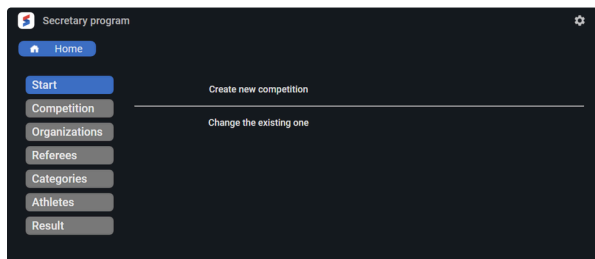 Secretary program
Home
Start
Create new competition
Competition
Change the existing one
Organizations
Referees
Categories
Athletes
Result